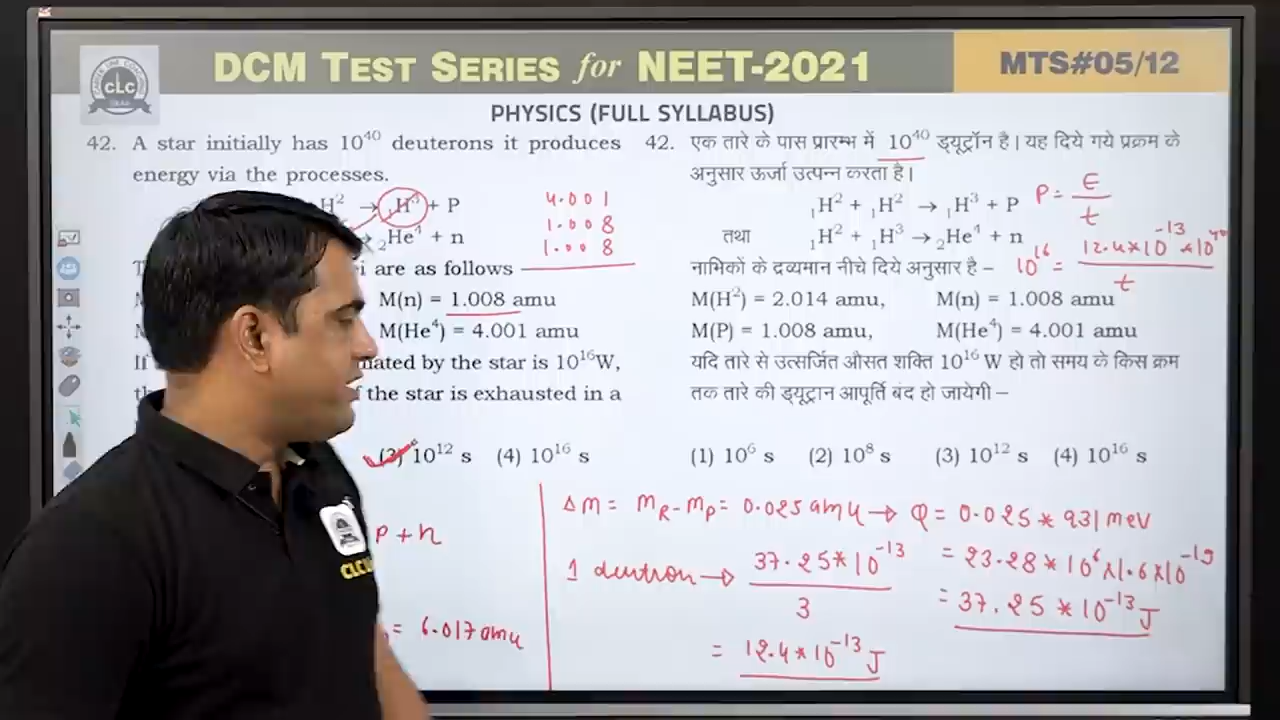 DCM TEST SERIES for NEET-2021
MTS#05/12
CLC
PHYSICS (FULL SYLLABUS)
42. A star initially has 10⁴⁰ deuterons it produces
energy via the processes.
H² → ₁H³ + P
₂He⁴ + n
i are as follows
M(n) = 1.008 amu
M(He⁴) = 4.001 amu
If nated by the star is 10¹⁶W,
f the star is exhausted in a
(3) 10¹² s (4) 10¹⁶ s
4.001
1.008
1.008
P + n
= 6.017 amu
42. एक तारे के पास प्रारम्भ में 10⁴⁰ ड्यूट्रॉन है। यह दिये गये प्रक्रम के
अनुसार ऊर्जा उत्पन्न करता है।
₁H² + ₁H² → ₁H³ + P
तथा ₁H² + ₁H³ → ₂He⁴ + n
नाभिकों के द्रव्यमान नीचे दिये अनुसार है –
M(H²) = 2.014 amu, M(n) = 1.008 amu
M(P) = 1.008 amu, M(He⁴) = 4.001 amu
यदि तारे से उत्सर्जित औसत शक्ति 10¹⁶ W हो तो समय के किस क्रम
तक तारे की ड्यूट्रान आपूर्ति बंद हो जायेगी –
(1) 10⁶ s (2) 10⁸ s (3) 10¹² s (4) 10¹⁶ s
P = E/t
10¹⁶ = 12.4*10⁻¹³*10⁴⁰/t
ΔM = M_R - M_P = 0.025 amu → Q = 0.025 * 931 MeV
= 23.28*10⁶*1.6*10⁻¹⁹
= 37.25*10⁻¹³ J
1 deutron → 37.25*10⁻¹³/3
= 12.4*10⁻¹³ J